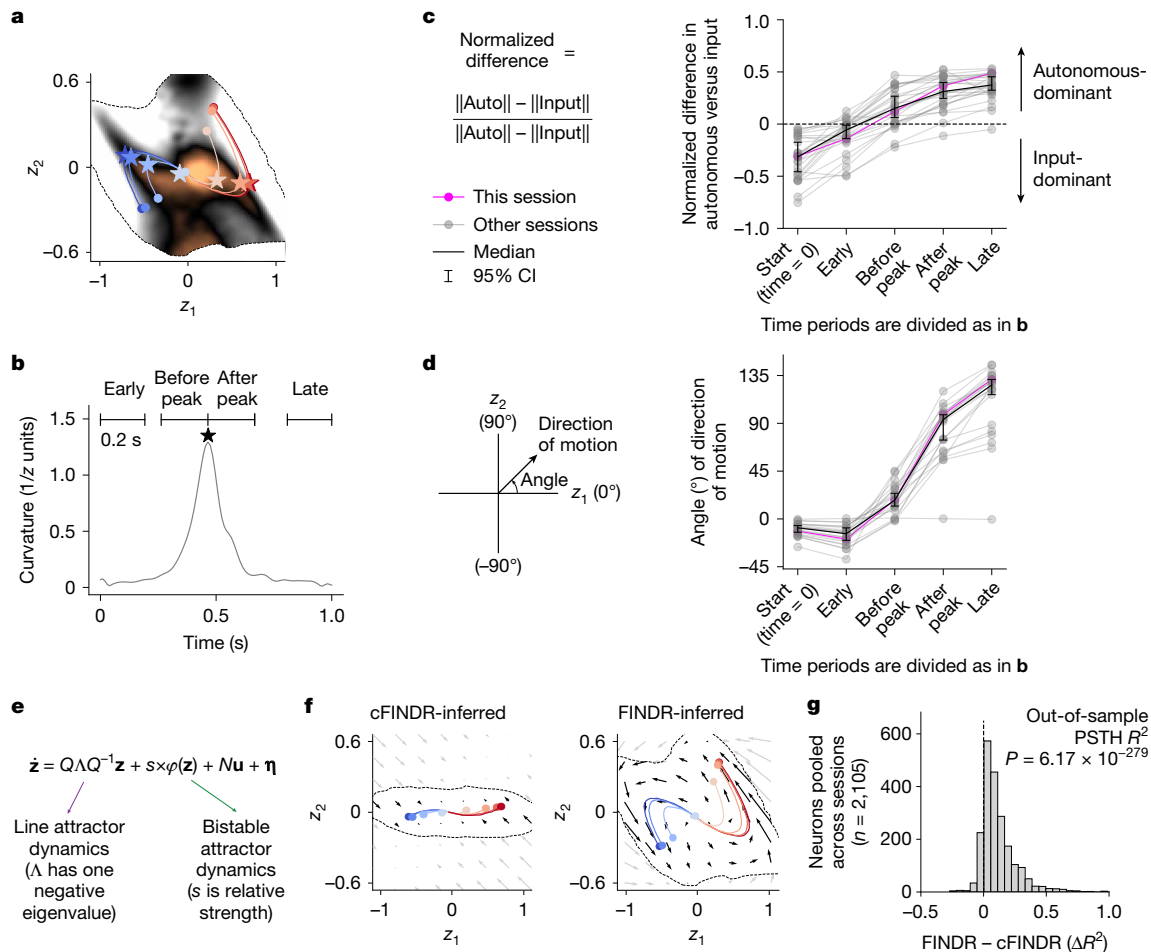 a
0.6
0
−0.6
z2
−1
0
1
z1
b
Early
Before peak
After peak
Late
0.2 s
1.5
1.0
0.5
0
Curvature (1/z units)
0
0.5
1.0
Time (s)
c
Normalized difference =
||Auto|| − ||Input||
||Auto|| − ||Input||
This session
Other sessions
Median
95% CI
Normalized difference in
autonomous versus input
1.0
0.5
0
−0.5
−1.0
Autonomous-
dominant
Input-
dominant
Start
(time = 0)
Early
Before
peak
After
peak
Late
Time periods are divided as in b
d
z2
(90°)
Direction
of motion
Angle
z1 (0°)
(−90°)
Angle (°) of direction
of motion
135
90
45
0
−45
Start
(time = 0)
Early
Before
peak
After
peak
Late
Time periods are divided as in b
e
ż = QΛQ−1z + s×φ(z) + Nu + η
Line attractor
dynamics
(Λ has one
negative
eigenvalue)
Bistable
attractor
dynamics
(s is relative
strength)
f
cFINDR-inferred
0.6
0
−0.6
z2
−1
0
1
z1
FINDR-inferred
0.6
0
−0.6
z2
−1
0
1
z1
g
Neurons pooled
across sessions
(n = 2,105)
600
400
200
0
Out-of-sample
PSTH R2
P = 6.17 × 10−279
−0.5
0
0.5
1.0
FINDR − cFINDR (ΔR2)